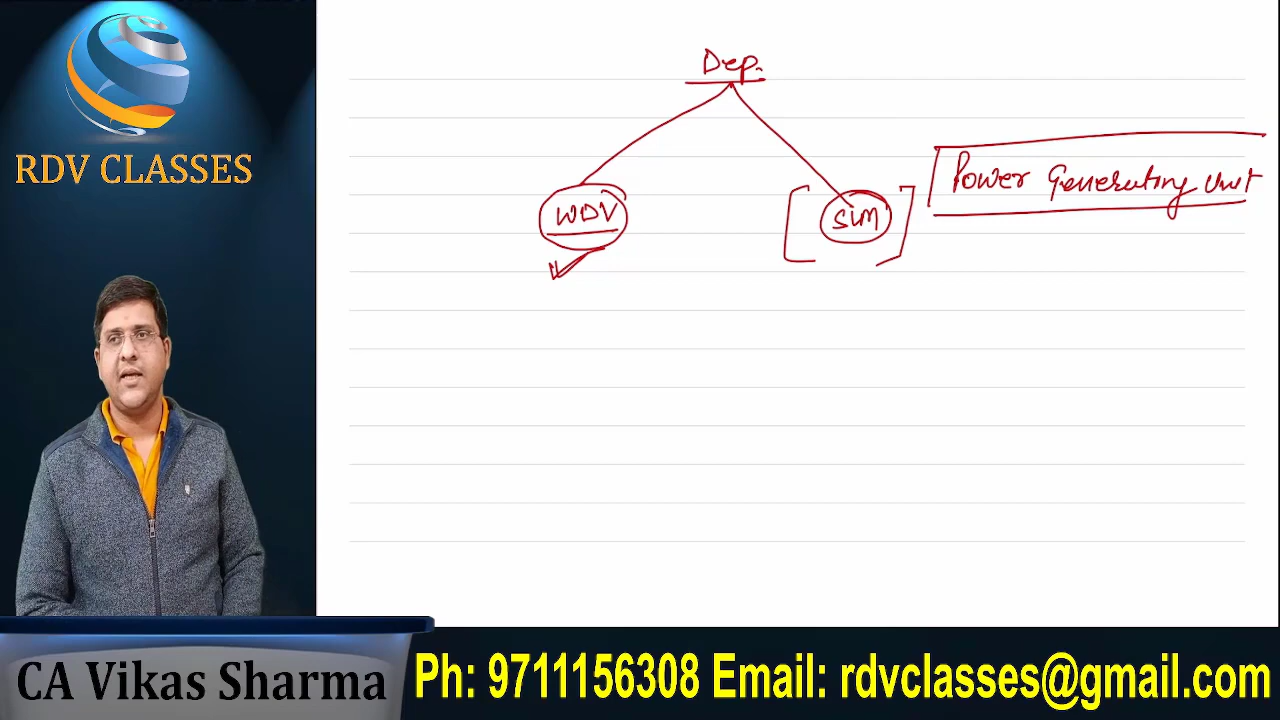 RDV CLASSES
Dep.
Power Generating Unit
WDV
SLM
CA Vikas Sharma
Ph: 9711156308 Email: rdvclasses@gmail.com